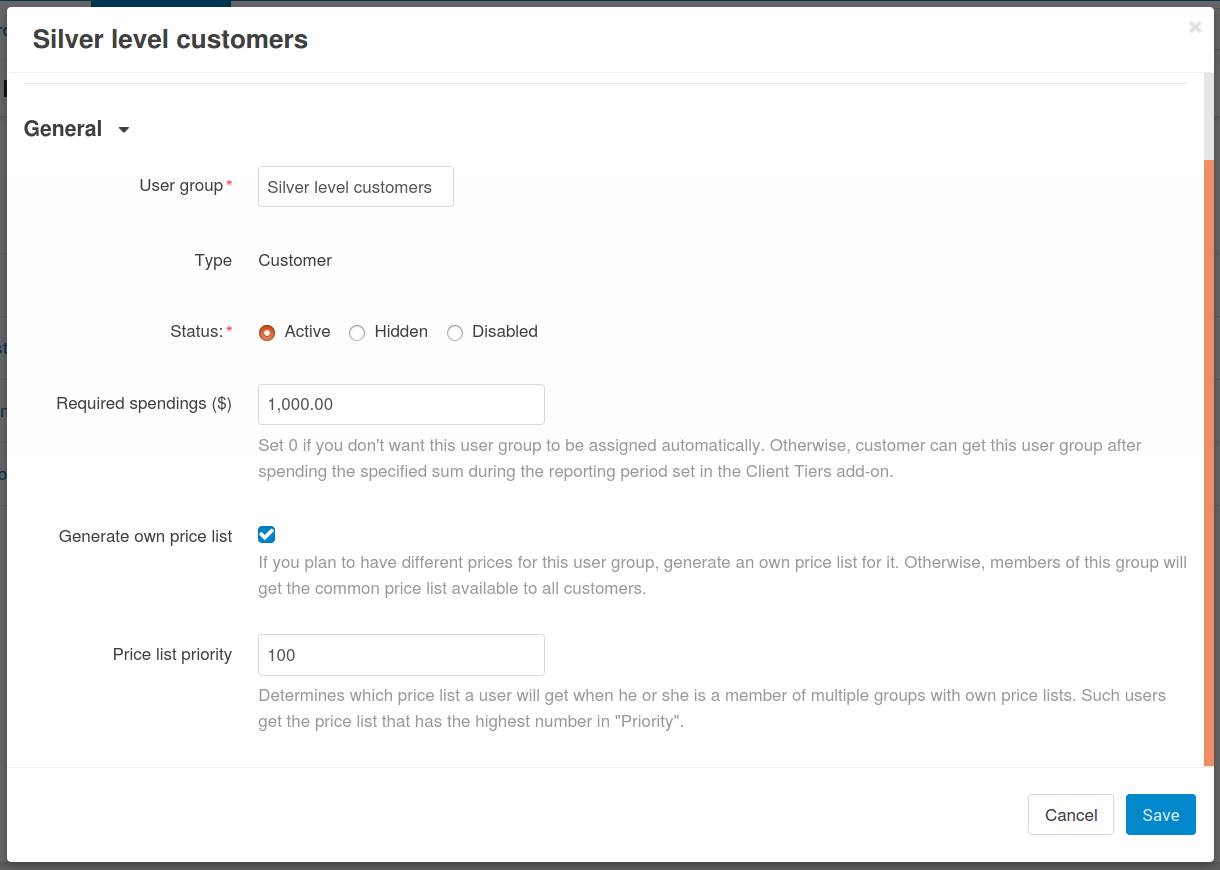 Silver level customers
General
User group*
Silver level customers
Type
Customer
Status:*
Active
Hidden
Disabled
Required spendings ($)
1,000.00
Set 0 if you don't want this user group to be assigned automatically. Otherwise, customer can get this user group after
spending the specified sum during the reporting period set in the Client Tiers add-on.
Generate own price list
If you plan to have different prices for this user group, generate an own price list for it. Otherwise, members of this group will
get the common price list available to all customers.
Price list priority
100
Determines which price list a user will get when he or she is a member of multiple groups with own price lists. Such users
get the price list that has the highest number in "Priority".
Cancel
Save